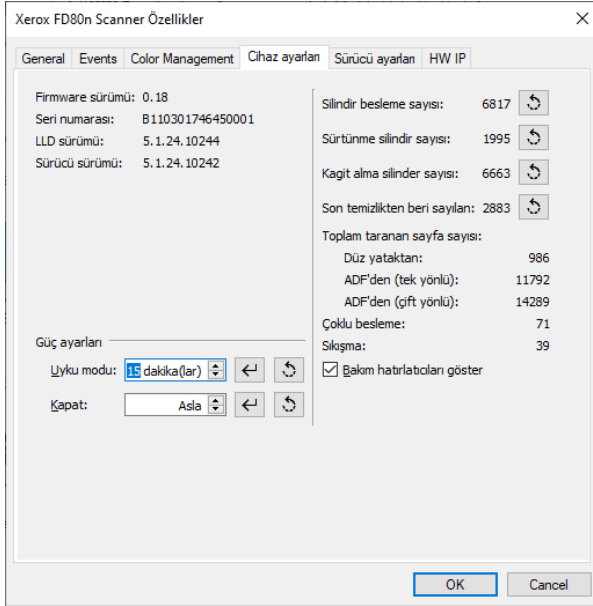 Xerox FD80n Scanner Özellikler
General Events Color Management Cihaz ayarları Sürücü ayarları HW IP
Firmware sürümü: 0.18
Seri numarası: B110301746450001
LLD sürümü: 5.1.24.10244
Sürücü sürümü: 5.1.24.10242
Güç ayarları
Uyku modu: 15 dakika(lar)
Kapat: Asla
Silindir besleme sayısı: 6817
Sürtünme silindir sayısı: 1995
Kagit alma silinder sayısı: 6663
Son temizlikten beri sayılan: 2883
Toplam taranan sayfa sayısı:
Düz yataktan: 986
ADF'den (tek yönlü): 11792
ADF'den (çift yönlü): 14289
Çoklu besleme: 71
Sıkışma: 39
Bakım hatırlatıcıları göster
OK Cancel